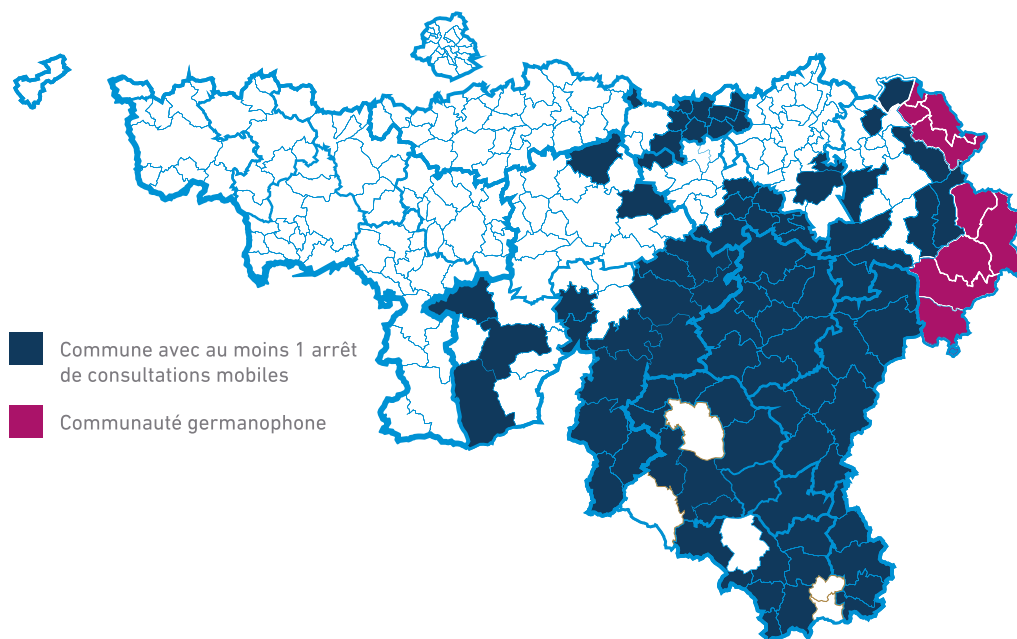 Commune avec au moins 1 arrêt
de consultations mobiles
Communauté germanophone